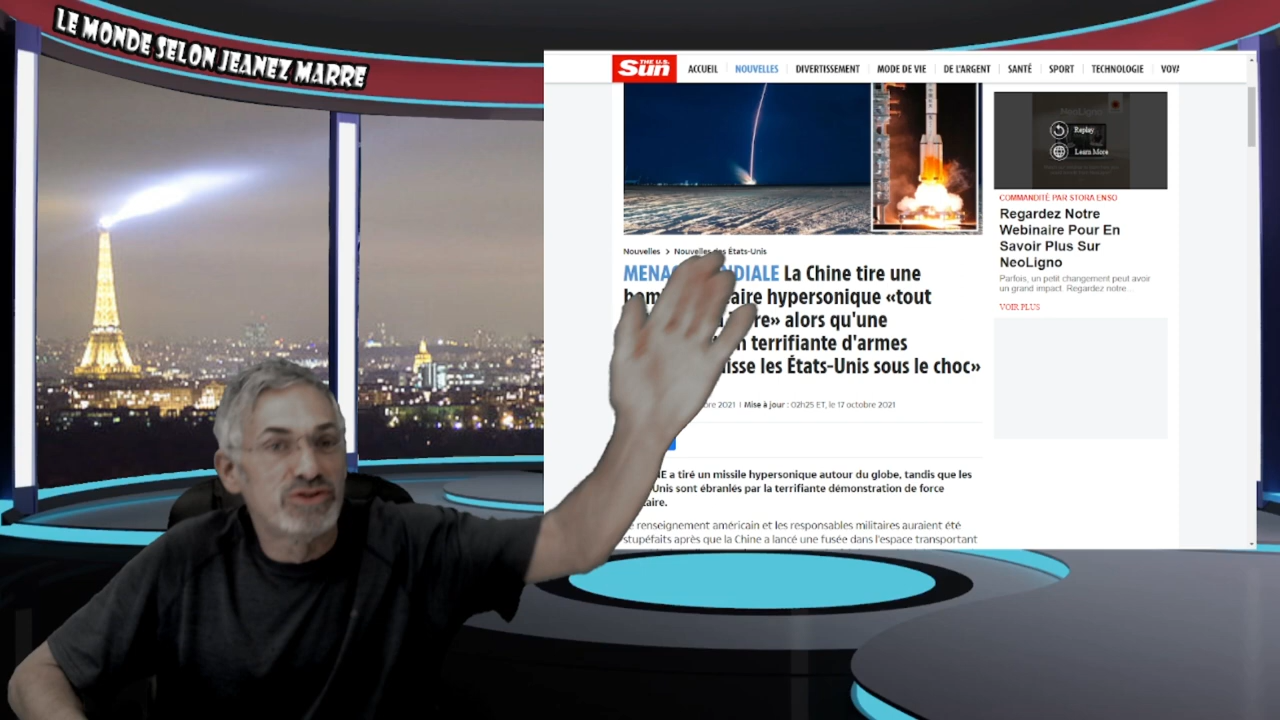 LE MONDE SELON JEANEZ MARRE
THE U.S. Sun
ACCUEIL NOUVELLES DIVERTISSEMENT MODE DE VIE DE L'ARGENT SANTÉ SPORT TECHNOLOGIE VOYA
NeoLigno
Replay
Learn More
COMMANDITÉ PAR STORA ENSO
Regardez Notre
Webinaire Pour En
Savoir Plus Sur
NeoLigno
Parfois, un petit changement peut avoir
un grand impact. Regardez notre...
VOIR PLUS
Nouvelles > Nouvelles des États-Unis
La Chine tire une
hypersonique «tout
alors qu'une
terrifiante d'armes
les États-Unis sous le choc»
2021 | Mise à jour : 02h25 ET, le 17 octobre 2021
a tiré un missile hypersonique autour du globe, tandis que les
Unis sont ébranlés par la terrifiante démonstration de force
renseignement américain et les responsables militaires auraient été
stupéfaits après que la Chine a lancé une fusée dans l'espace transportant